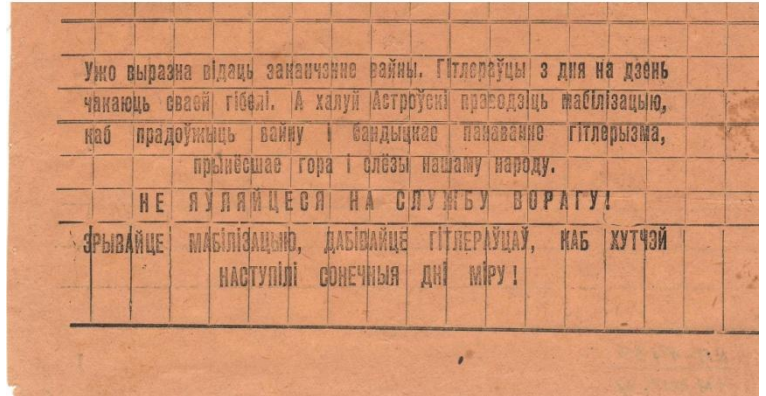 Ужо выразна відаць заканчэнне вайны. Гітлераўцы з дня на дзень
чакаюць сваей гібелі. А халуй Астроўскі праводзіць мабілізацыю,
каб прадоўжыць вайну і бандыцкае панаванне гітлерызма,
прынёсшае гора і слёзы нашаму народу.
НЕ ЯЎЛЯЙЦЕСЯ НА СЛУЖБУ ВОРАГУ!
ЗРЫВАЙЦЕ МАБІЛІЗАЦЫЮ, ДАБІВАЙЦЕ ГІТЛЕРАЎЦАЎ, КАБ ХУТЧЭЙ
НАСТУПІЛІ СОНЕЧНЫЯ ДНІ МІРУ!